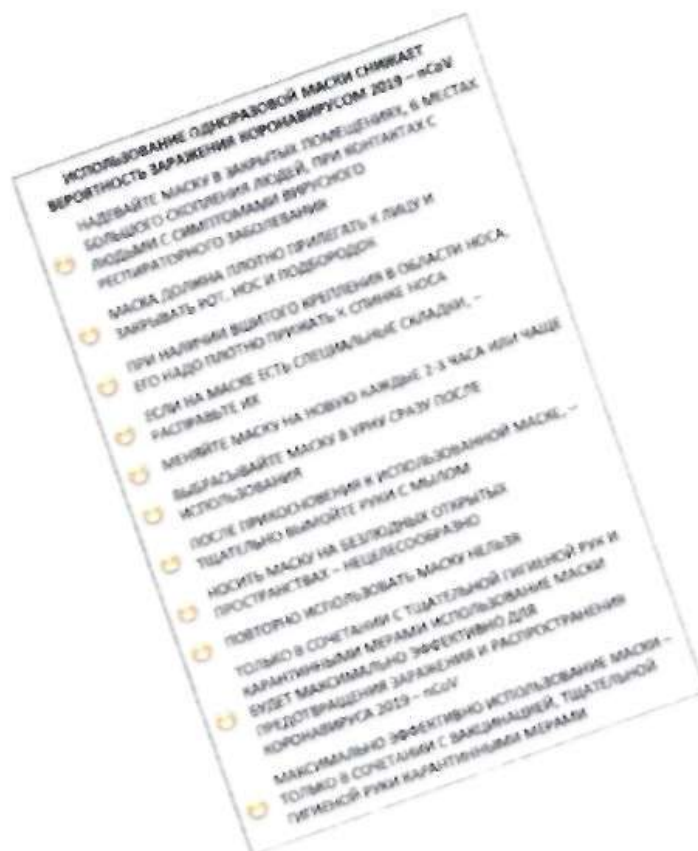 ИСПОЛЬЗОВАНИЕ ОДНОРАЗОВОЙ МАСКИ СНИЖАЕТ
ВЕРОЯТНОСТЬ ЗАРАЖЕНИЯ КОРОНАВИРУСОМ 2019 – nCoV
НАДЕВАЙТЕ МАСКУ В ЗАКРЫТЫХ ПОМЕЩЕНИЯХ, В МЕСТАХ
БОЛЬШОГО СКОПЛЕНИЯ ЛЮДЕЙ, ПРИ КОНТАКТАХ С
ЛЮДЬМИ С СИМПТОМАМИ ВИРУСНОГО
РЕСПИРАТОРНОГО ЗАБОЛЕВАНИЯ
МАСКА ДОЛЖНА ПЛОТНО ПРИЛЕГАТЬ К ЛИЦУ И
ЗАКРЫВАТЬ РОТ, НОС И ПОДБОРОДОК
ПРИ НАЛИЧИИ ВШИТОГО КРЕПЛЕНИЯ В ОБЛАСТИ НОСА,
ЕГО НАДО ПЛОТНО ПРИЖАТЬ К СПИНКЕ НОСА
ЕСЛИ НА МАСКЕ ЕСТЬ СПЕЦИАЛЬНЫЕ СКЛАДКИ, –
РАСПРАВЬТЕ ИХ
МЕНЯЙТЕ МАСКУ НА НОВУЮ КАЖДЫЕ 2-3 ЧАСА ИЛИ ЧАЩЕ
ВЫБРАСЫВАЙТЕ МАСКУ В УРНУ СРАЗУ ПОСЛЕ
ИСПОЛЬЗОВАНИЯ
ПОСЛЕ ПРИКОСНОВЕНИЯ К ИСПОЛЬЗОВАННОЙ МАСКЕ, –
ТЩАТЕЛЬНО ВЫМОЙТЕ РУКИ С МЫЛОМ
НОСИТЬ МАСКУ НА БЕЗЛЮДНЫХ ОТКРЫТЫХ
ПРОСТРАНСТВАХ – НЕЦЕЛЕСООБРАЗНО
ПОВТОРНО ИСПОЛЬЗОВАТЬ МАСКУ НЕЛЬЗЯ
ТОЛЬКО В СОЧЕТАНИИ С ТЩАТЕЛЬНОЙ ГИГИЕНОЙ РУК И
КАРАНТИННЫМИ МЕРАМИ ИСПОЛЬЗОВАНИЕ МАСКИ
БУДЕТ МАКСИМАЛЬНО ЭФФЕКТИВНО ДЛЯ
ПРЕДОТВРАЩЕНИЯ ЗАРАЖЕНИЯ И РАСПРОСТРАНЕНИЯ
КОРОНАВИРУСА 2019 – nCoV
МАКСИМАЛЬНО ЭФФЕКТИВНО ИСПОЛЬЗОВАНИЕ МАСКИ –
ТОЛЬКО В СОЧЕТАНИИ С ВАКЦИНАЦИЕЙ, ТЩАТЕЛЬНОЙ
ГИГИЕНОЙ РУКИ КАРАНТИННЫМИ МЕРАМИ